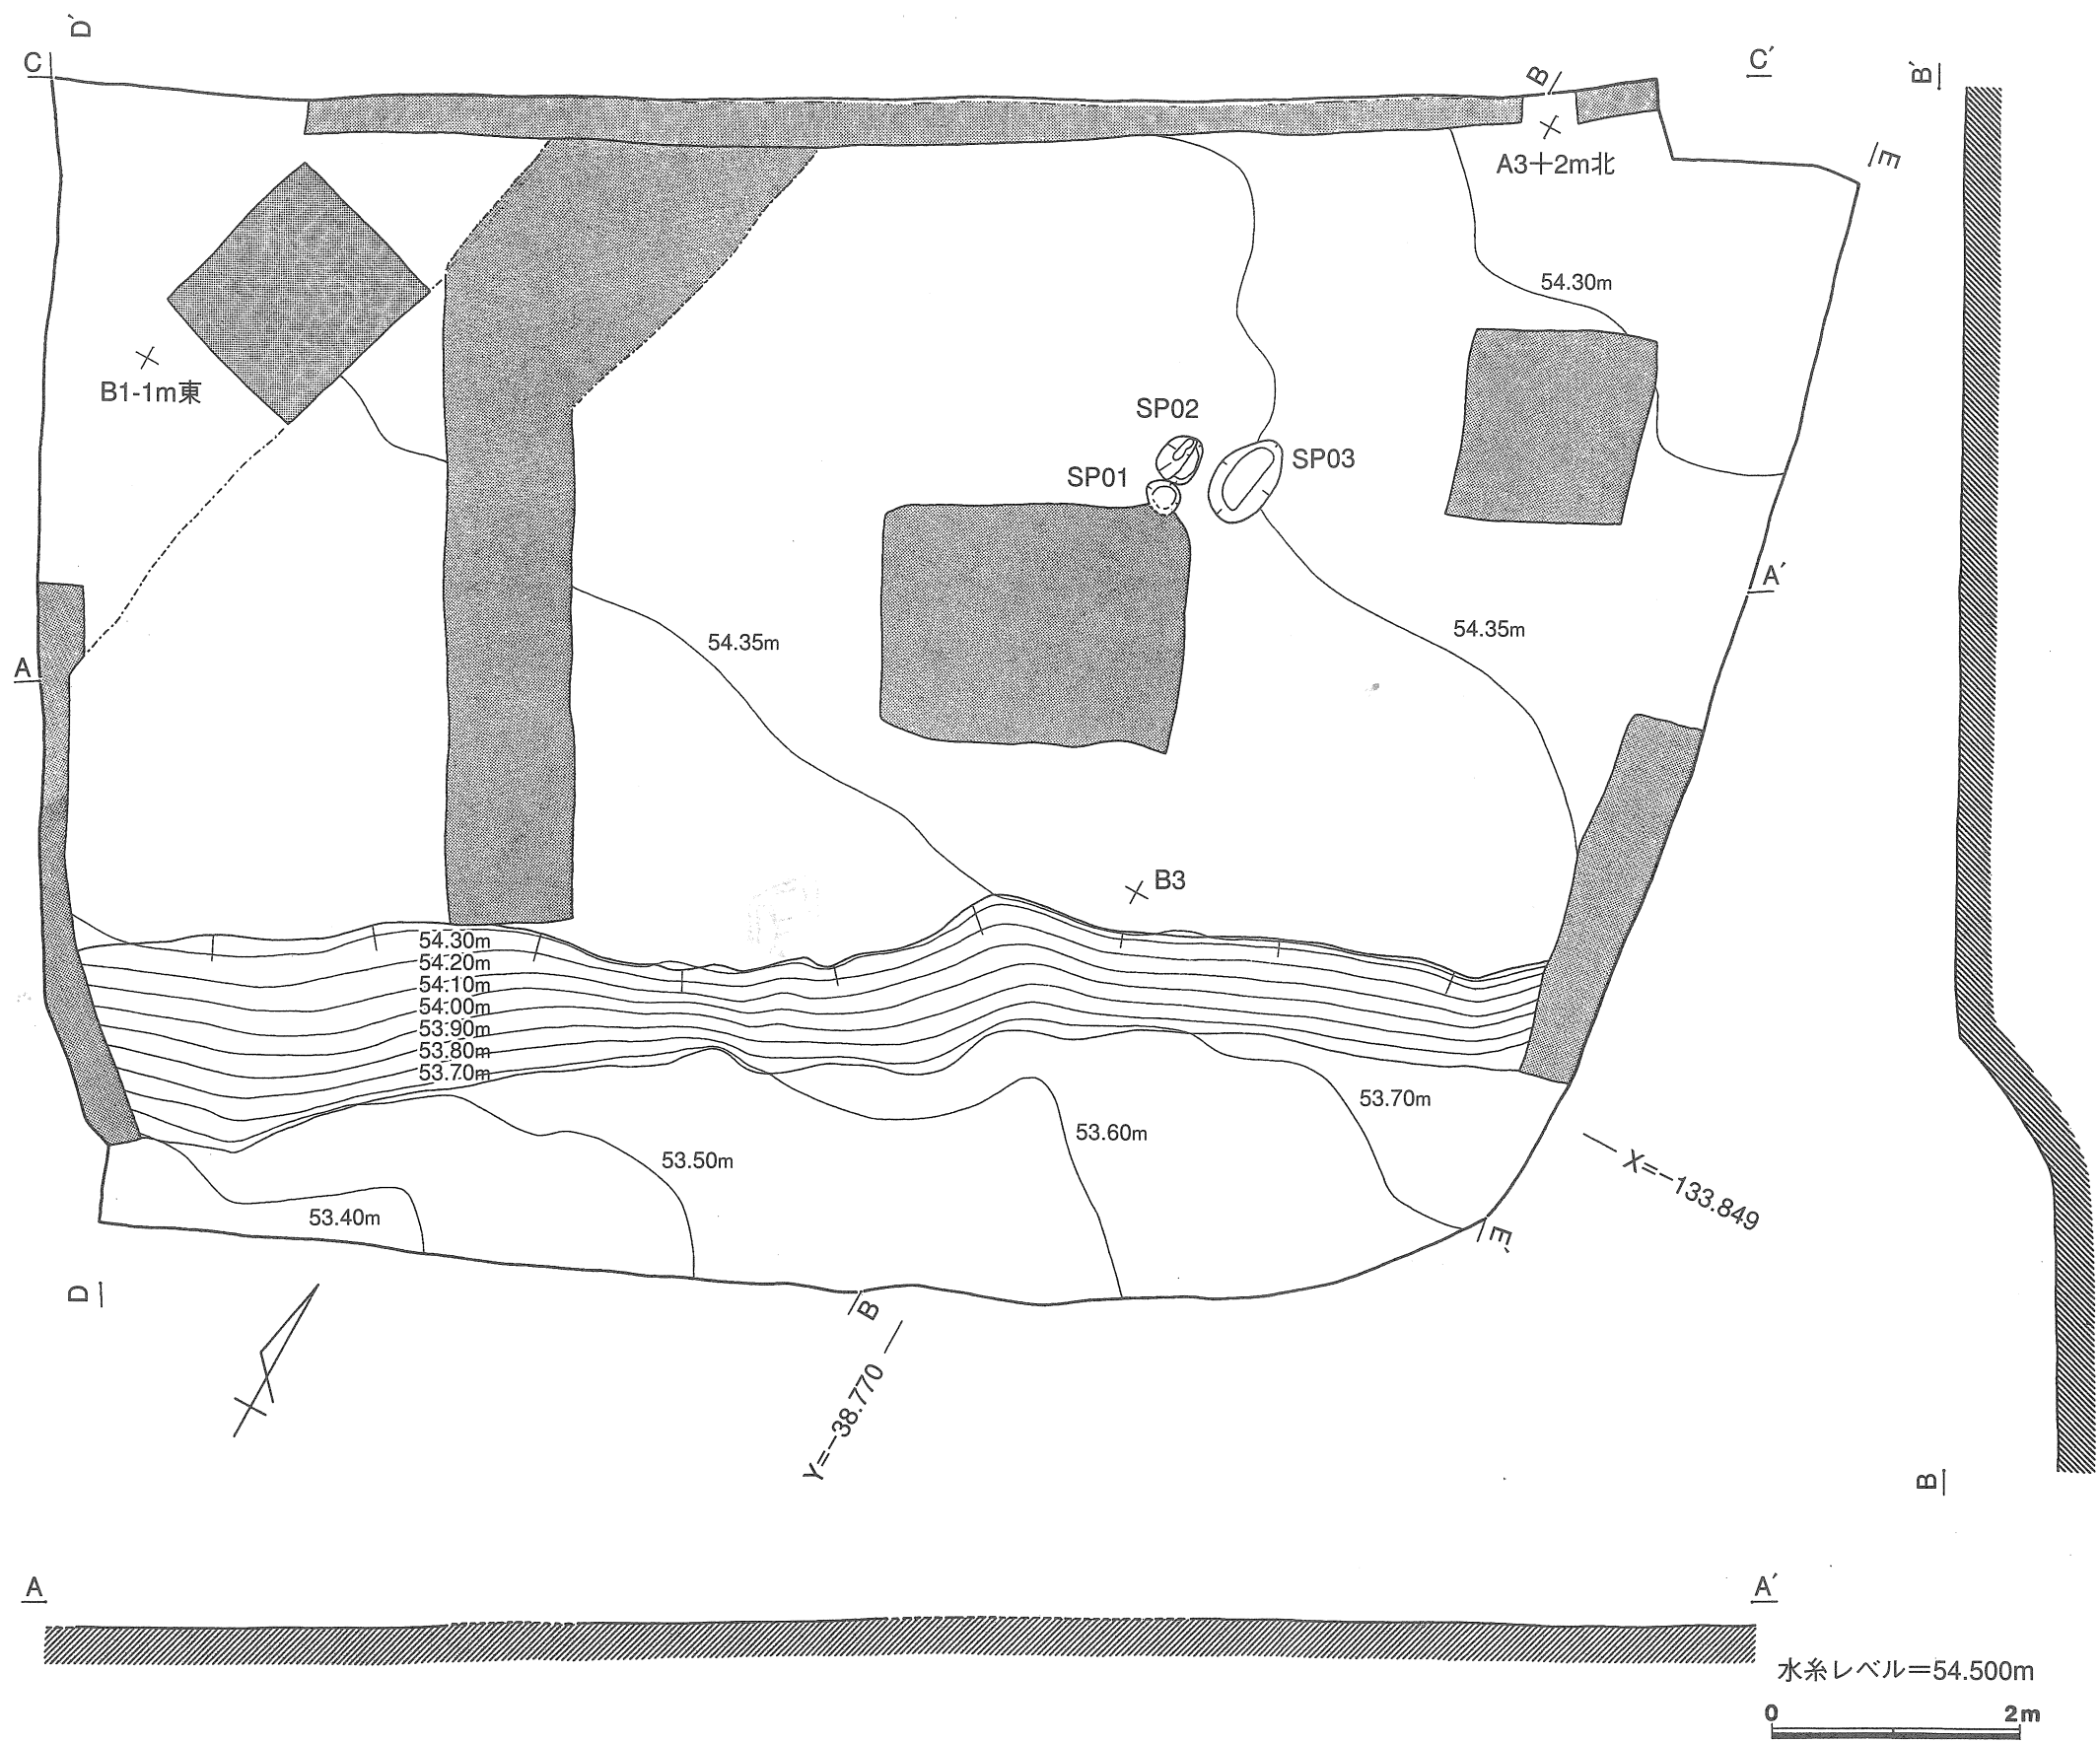 D′
C
B
C′
B′
E
A3+2m北
54.30m
B1-1m東
SP02
SP01
SP03
A′
54.35m
54.35m
A
B3
54.30m
54.20m
54.10m
54.00m
53.90m
53.80m
53.70m
53.70m
53.60m
53.50m
53.40m
X=-133.849
E′
D
B
Y=-38.770
B
A
A′
水糸レベル=54.500m
0 2m